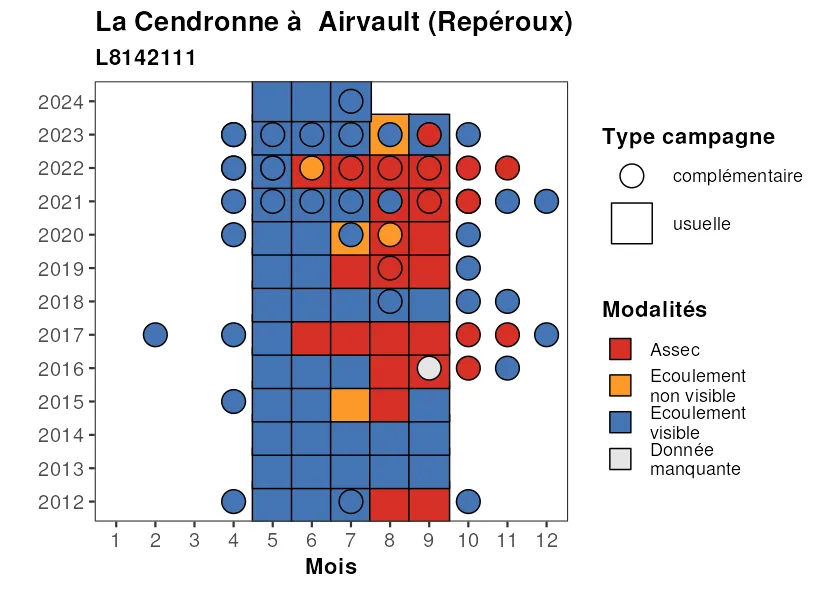 La Cendronne à  Airvault (Repéroux)
L8142111
2024
2023
2022
2021
2020
2019
2018
2017
2016
2015
2014
2013
2012
1 2 3 4 5 6 7 8 9 10 11 12
Mois
Type campagne
complémentaire
usuelle
Modalités
Assec
Ecoulement
non visible
Ecoulement
visible
Donnée
manquante